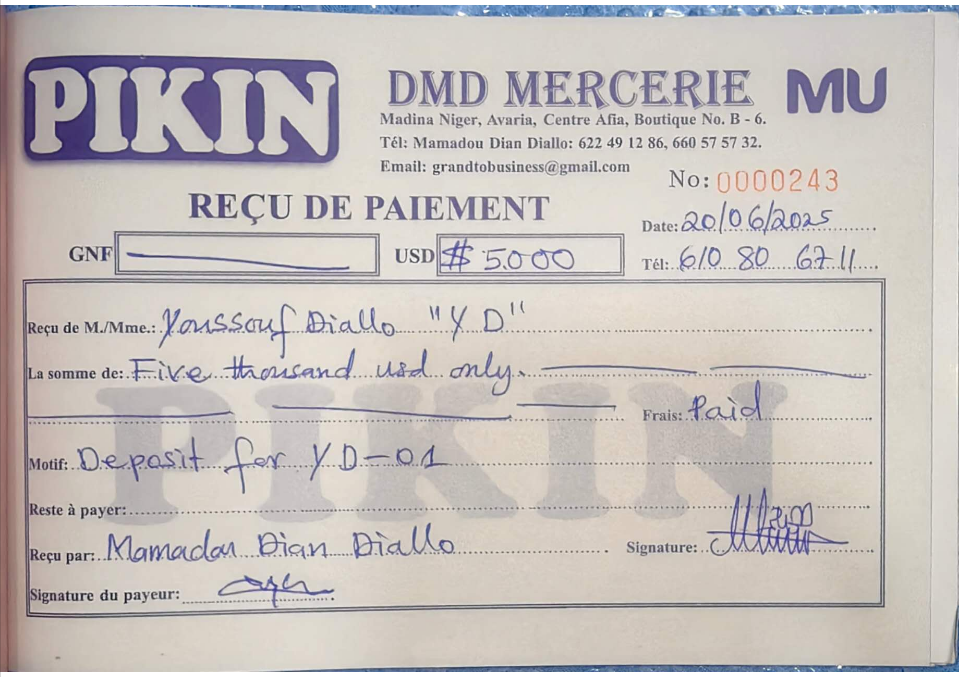 PIKIN
DMD MERCERIE
MU
Madina Niger, Avaria, Centre Afia, Boutique No. B - 6.
Tél: Mamadou Dian Diallo: 622 49 12 86, 660 57 57 32.
Email: grandtobusiness@gmail.com
No: 0000243
REÇU DE PAIEMENT
Date: 20/06/2025
GNF
USD $ 5.000
Tél: 610 80 67 11
Reçu de M./Mme.: Youssouf Diallo "Y D"
La somme de: Five thousand usd only.
Frais: Paid
PIKIN
Motif: Deposit for YD-01
Reste à payer:
Reçu par: Mamadou Dian Diallo
Signature:
Signature du payeur: